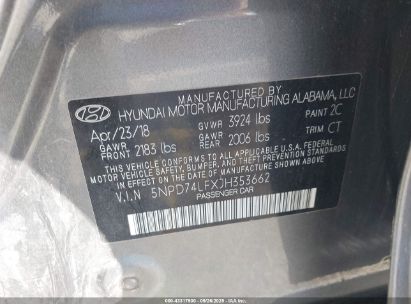 HYUNDAI MOTOR MANUFACTURING ALABAMA, LLC
Apr/23/18 GVWR 3924 lbs PAINT 2C
GAWR FRONT 2183 lbs GAWR REAR 2006 lbs TRIM CT
THIS VEHICLE CONFORMS TO ALL APPLICABLE U.S.A. FEDERAL
MOTOR VEHICLE SAFETY, BUMPER, AND THEFT PREVENTION STANDARDS
IN EFFECT ON THE DATE OF MANUFACTURE SHOWN ABOVE.
V.I.N 5NPD74LFXJH353662
PASSENGER CAR